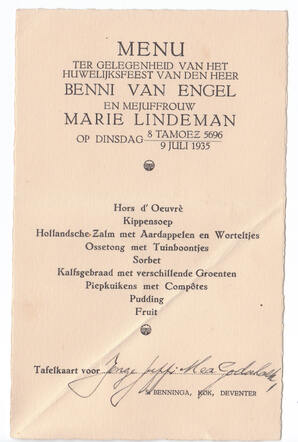 MENU
TER GELEGENHEID VAN HET
HUWELIJKSFEEST VAN DEN HEER
BENNI VAN ENGEL
EN MEJUFFROUW
MARIE LINDEMAN
OP DINSDAG 8 TAMOEZ 5696
9 JULI 1935
Hors d' Oeuvrè
Kippensoep
Hollandsche-Zalm met Aardappelen en Worteltjes
Ossetong met Tuinboontjes
Sorbet
Kalfsgebraad met verschillende Groenten
Piepkuikens met Compôtes
Pudding
Fruit
Tafelkaart voor
BENNINGA, KOK, DEVENTER